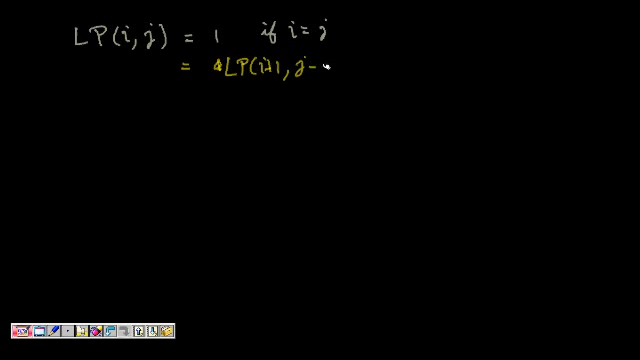 LP(i,j) = 1 if i = j
= LP(i+1, j -